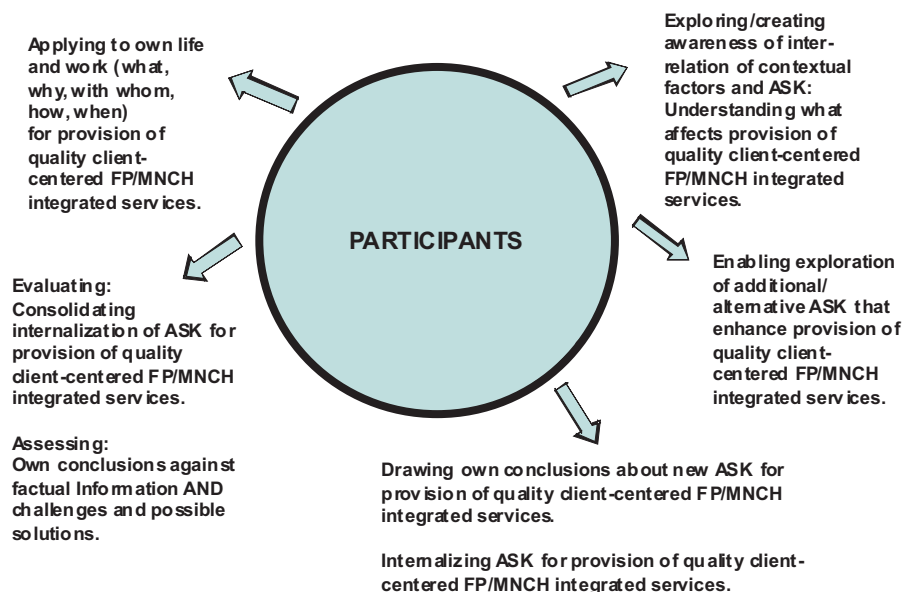 Applying to own life
and work (what,
why, with whom,
how, when)
for provision of
quality client-
centered FP/MNCH
integrated services.
Exploring/creating
awareness of inter-
relation of contextual
factors and ASK:
Understanding what
affects provision of
quality client-centered
FP/MNCH integrated
services.
PARTICIPANTS
Evaluating:
Consolidating
internalization of ASK for
provision of quality
client-centered FP/MNCH
integrated services.
Assessing:
Own conclusions against
factual Information AND
challenges and possible
solutions.
Enabling exploration
of additional/
alternative ASK that
enhance provision of
quality client-
centered FP/MNCH
integrated services.
Drawing own conclusions about new ASK for
provision of quality client-centered FP/MNCH
integrated services.
Internalizing ASK for provision of quality client-
centered FP/MNCH integrated services.